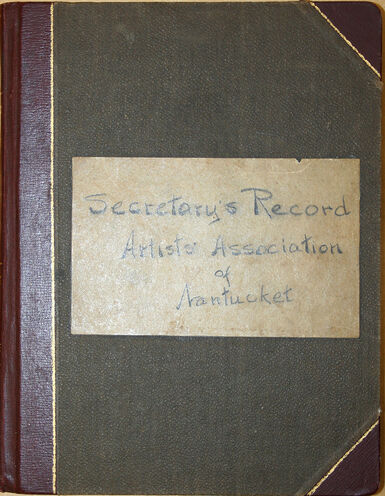 Secretary's Record
Artists' Association
of
Nantucket